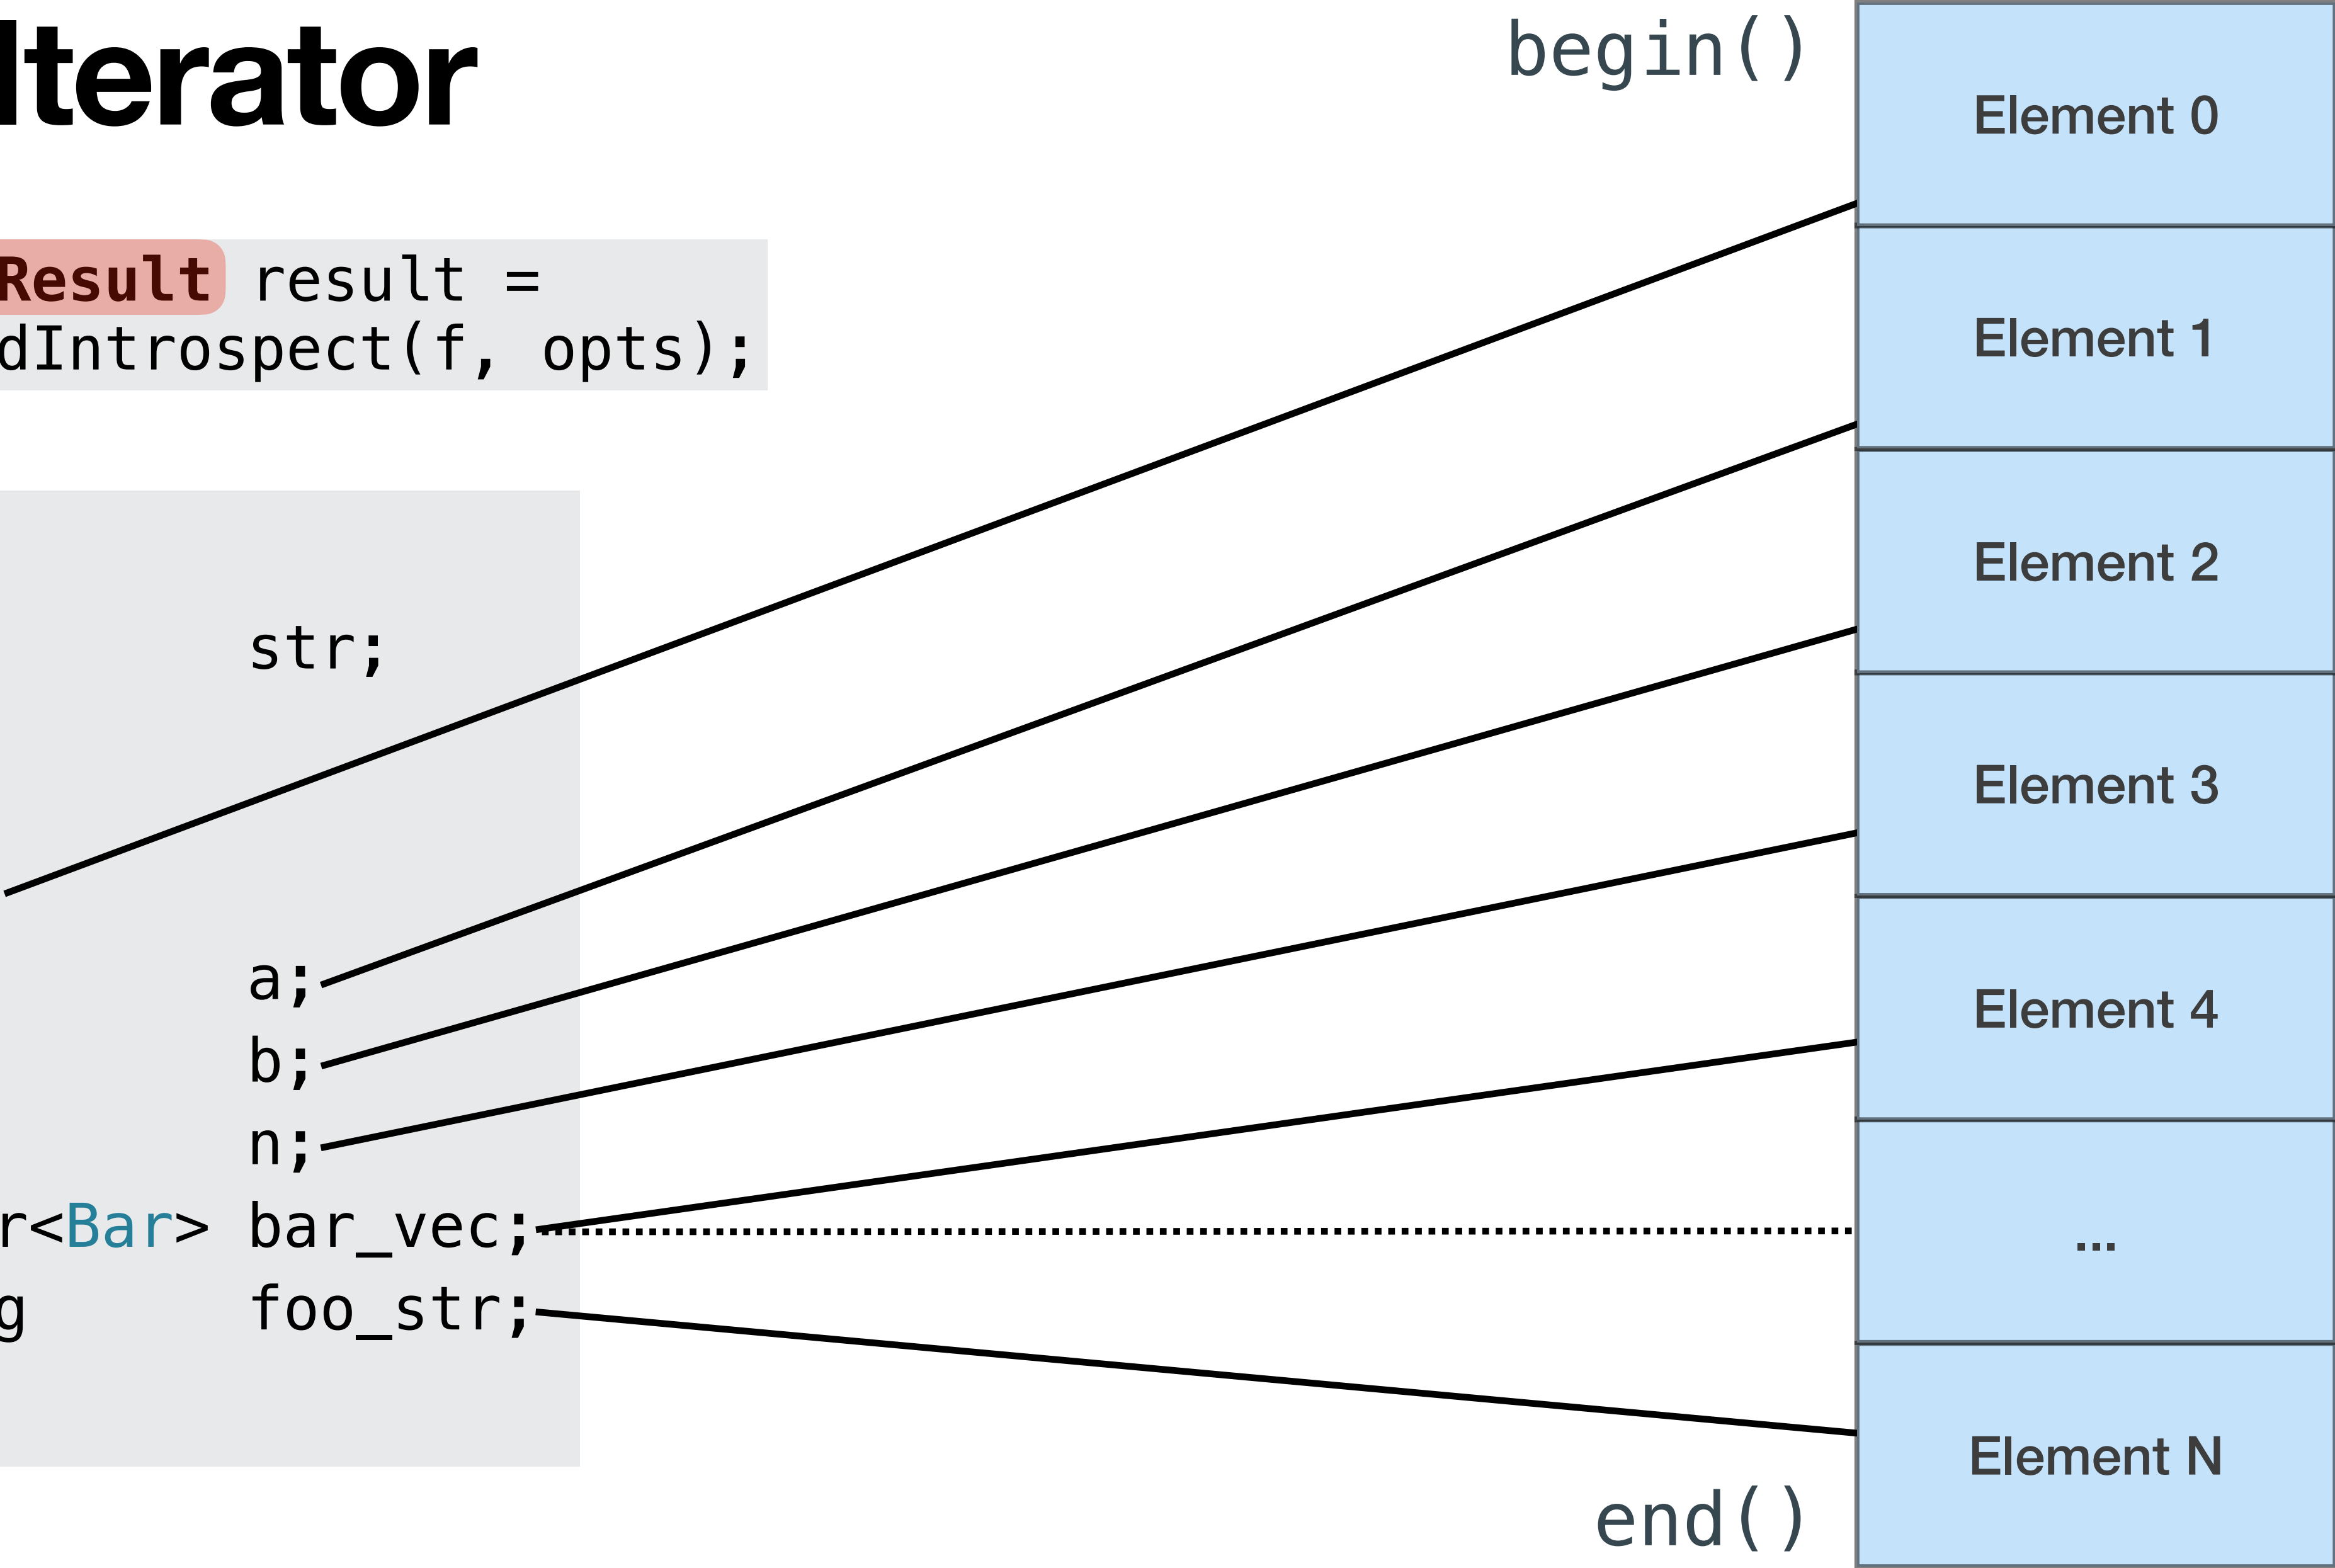 Iterator
Result result =
dIntrospect(f, opts);
str;
a;
b;
n;
r<Bar> bar_vec;
g foo_str;
begin()
Element 0
Element 1
Element 2
Element 3
Element 4
...
Element N
end()